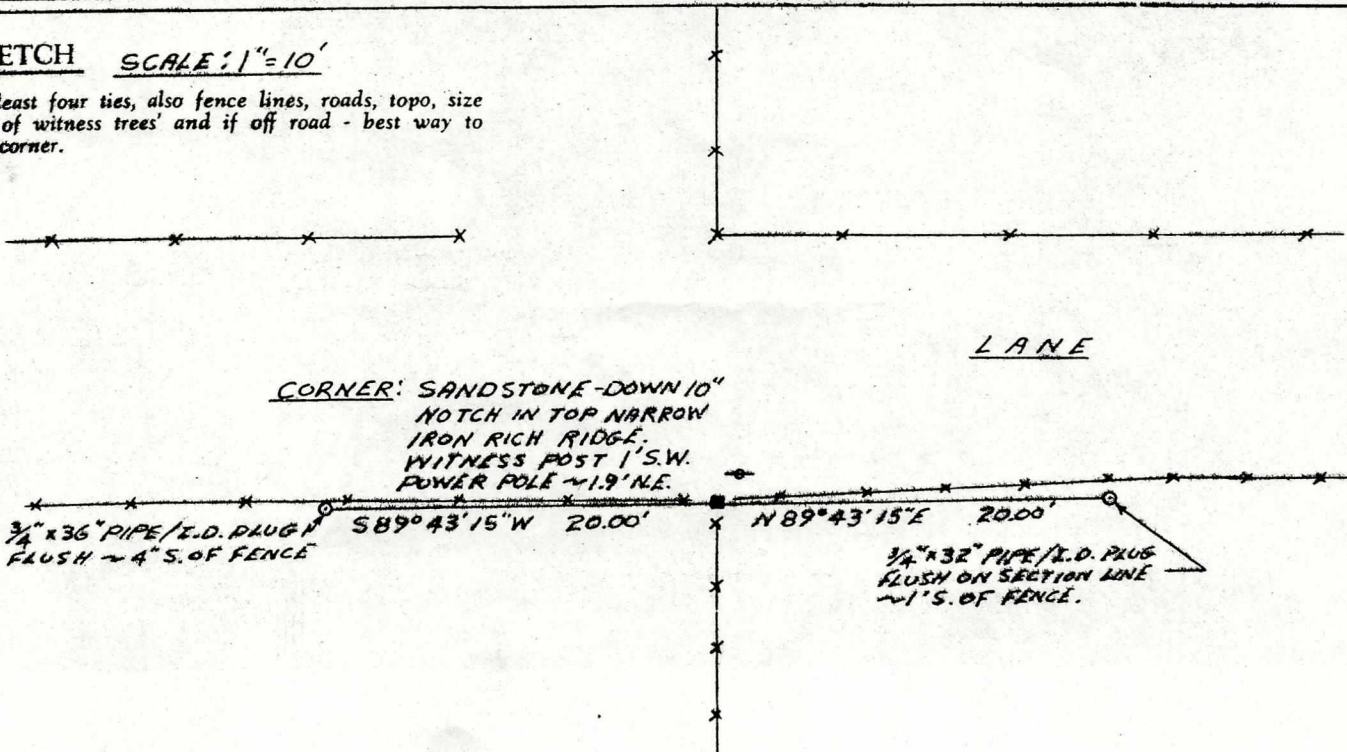 ETCH SCALE: 1"=10'
least four ties, also fence lines, roads, topo, size
of witness trees' and if off road - best way to
corner.
LANE
CORNER: SANDSTONE-DOWN 10"
NOTCH IN TOP NARROW
IRON RICH RIDGE.
WITNESS POST 1' S.W.
POWER POLE ~1.9' N.E.
S89°43'15"W 20.00'
N89°43'15"E 20.00'
3/4"x36" PIPE/I.D. PLUG
FLUSH ~4" S. OF FENCE
3/4"x32" PIPE/I.D. PLUG
FLUSH ON SECTION LINE
~1' S. OF FENCE.